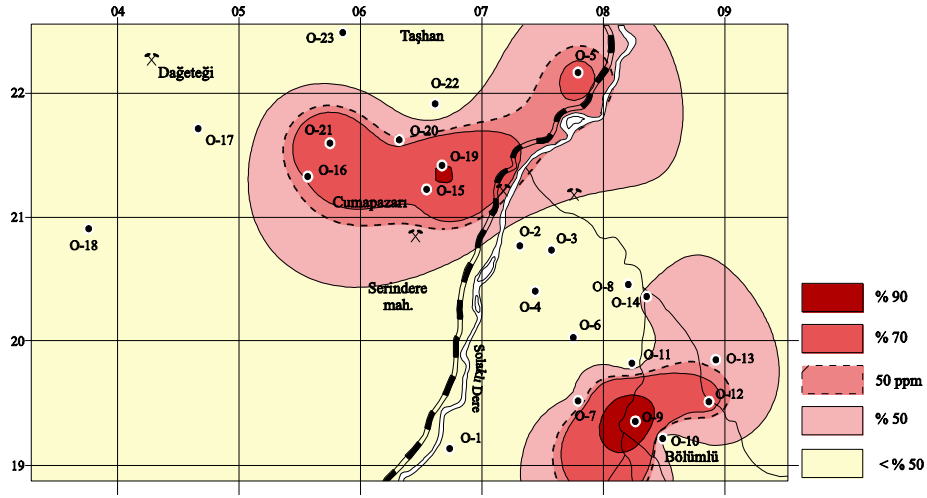 04 05 06 07 08 09
O-23
Taşhan
O-5
Dağeteği
O-22
22
O-17
O-21
O-20
O-19
O-16
O-15
Cumapazarı
21
O-18
O-2
O-3
O-8
O-14
Serindere
mah.
O-4
O-6
20
Solaklı Dere
O-11
O-13
O-12
O-7
O-9
O-1
O-10
Bölümlü
19
% 90
% 70
50 ppm
% 50
< % 50